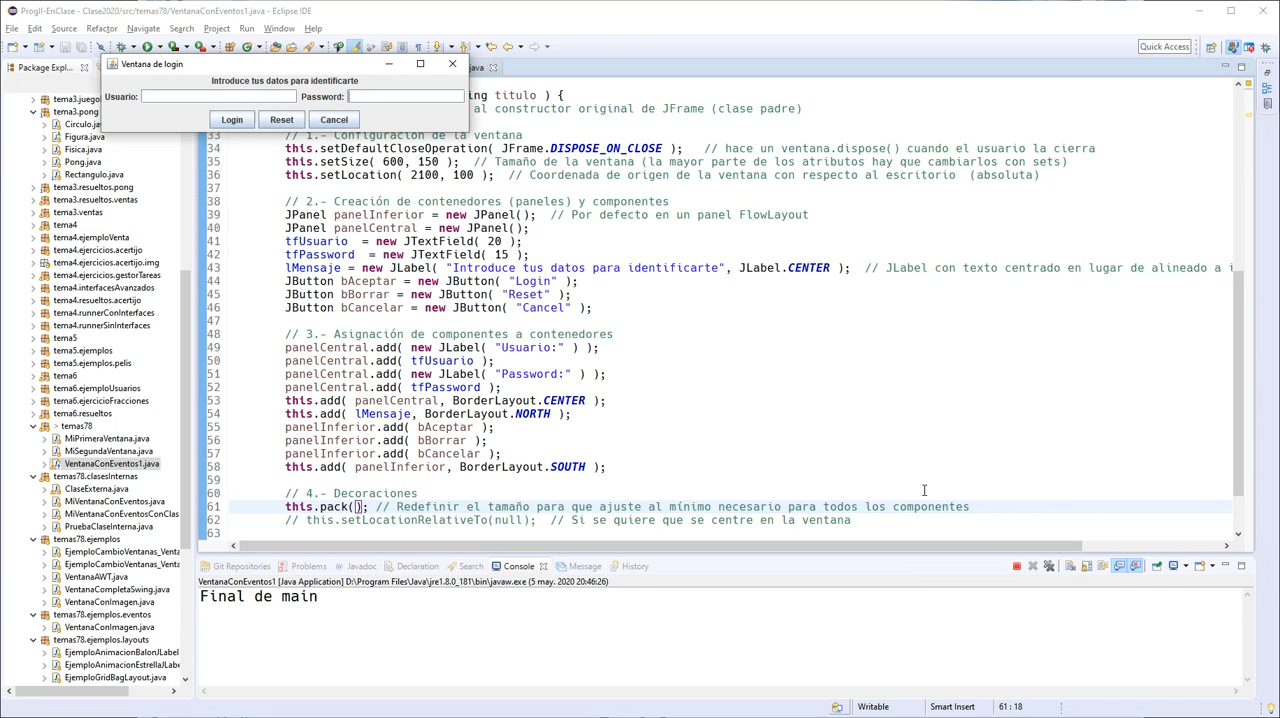 ProgII-EnClase - Clase2020/src/temas78/VentanaConEventos1.java - Eclipse IDE
File Edit Source Refactor Navigate Search Project Run Window Help
Quick Access
Package Expl...
java
Ventana de login
Introduce tus datos para identificarte
Usuario: Password:
Login Reset Cancel
tema3.juego
tema3.pong
Circulo.ja
Figura.java
Fisica.java
Pong.java
Rectangulo.java
tema3.resueltos.pong
tema3.resueltos.ventas
tema3.ventas
tema4
tema4.ejemploVenta
tema4.ejercicios.acertijo
tema4.ejercicios.acertijo.img
tema4.ejercicios.gestorTareas
tema4.interfacesAvanzados
tema4.resueltos.acertijo
tema4.runnerConInterfaces
tema4.runnerSinInterfaces
tema5
tema5.ejemplos
tema5.ejemplos.pelis
tema6
tema6.ejemploUsuarios
tema6.ejercicioFracciones
tema6.resueltos
> temas78
MiPrimeraVentana.java
MiSegundaVentana.java
VentanaConEventos1.java
temas78.clasesInternas
ClaseExterna.java
MiVentanaConEventos.java
MiVentanaConEventosConClas
PruebaClaseInterna.java
temas78.ejemplos
EjemploCambioVentanas_Venta
EjemploCambioVentanas_Venta
VentanaAWT.java
VentanaCompletaSwing.java
VentanaConImagen.java
temas78.ejemplos.eventos
VentanaConImagen.java
temas78.ejemplos.layouts
EjemploAnimacionBalonJLabel
EjemploAnimacionEstrellaJLabe
EjemploGridBagLayout.java
ing titulo ) {
al constructor original de JFrame (clase padre)
33 // 1.- Configuración de la ventana
34 this.setDefaultCloseOperation( JFrame.DISPOSE_ON_CLOSE ); // hace un ventana.dispose() cuando el usuario la cierra
35 this.setSize( 600, 150 ); // Tamaño de la ventana (la mayor parte de los atributos hay que cambiarlos con sets)
36 this.setLocation( 2100, 100 ); // Coordenada de origen de la ventana con respecto al escritorio (absoluta)
37
38 // 2.- Creación de contenedores (paneles) y componentes
39 JPanel panelInferior = new JPanel(); // Por defecto en un panel FlowLayout
40 JPanel panelCentral = new JPanel();
41 tfUsuario = new JTextField( 20 );
42 tfPassword = new JTextField( 15 );
43 lMensaje = new JLabel( "Introduce tus datos para identificarte", JLabel.CENTER ); // JLabel con texto centrado en lugar de alineado a i
44 JButton bAceptar = new JButton( "Login" );
45 JButton bBorrar = new JButton( "Reset" );
46 JButton bCancelar = new JButton( "Cancel" );
47
48 // 3.- Asignación de componentes a contenedores
49 panelCentral.add( new JLabel( "Usuario:" ) );
50 panelCentral.add( tfUsuario );
51 panelCentral.add( new JLabel( "Password:" ) );
52 panelCentral.add( tfPassword );
53 this.add( panelCentral, BorderLayout.CENTER );
54 this.add( lMensaje, BorderLayout.NORTH );
55 panelInferior.add( bAceptar );
56 panelInferior.add( bBorrar );
57 panelInferior.add( bCancelar );
58 this.add( panelInferior, BorderLayout.SOUTH );
59
60 // 4.- Decoraciones
61 this.pack(); // Redefinir el tamaño para que ajuste al mínimo necesario para todos los componentes
62 // this.setLocationRelativeTo(null); // Si se quiere que se centre en la ventana
63
Git Repositories Problems Javadoc Declaration Search Console Message History
VentanaConEventos1 [Java Application] D:\Program Files\Java\jre1.8.0_181\bin\javaw.exe (5 may. 2020 20:46:26)
Final de main
Writable Smart Insert 61 : 18